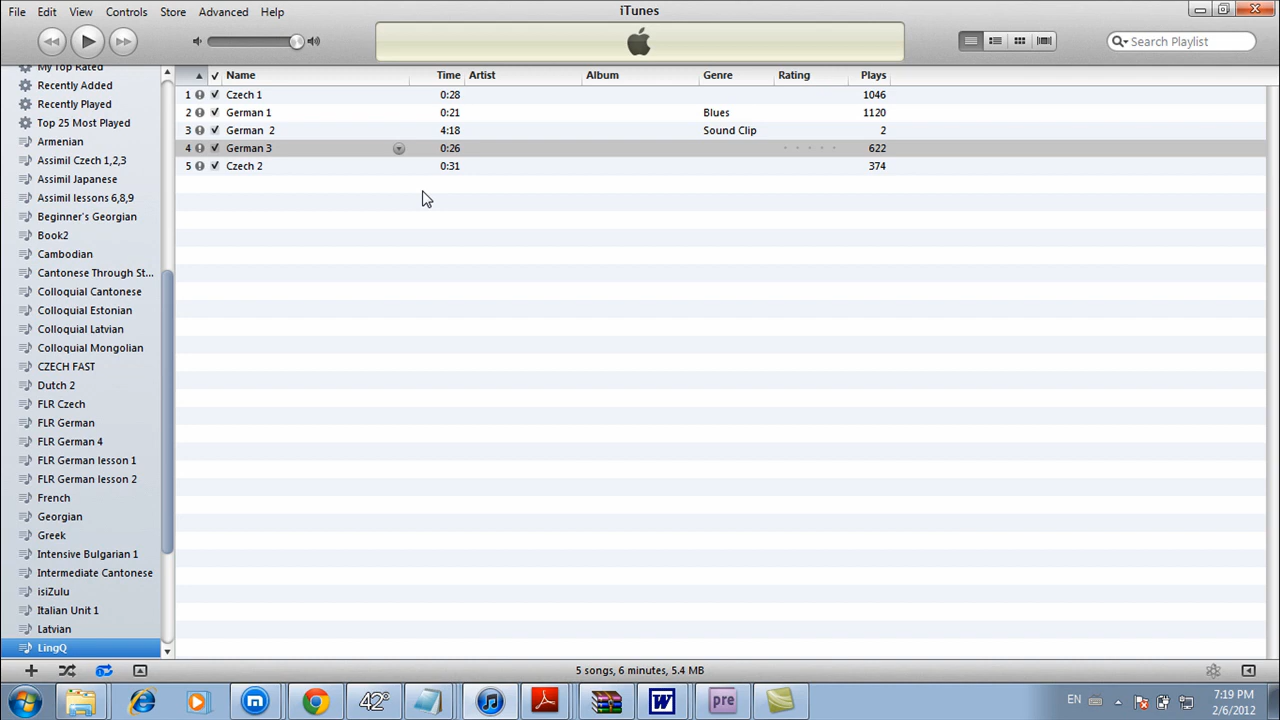 File Edit View Controls Store Advanced Help
iTunes
Search Playlist
Name Time Artist Album Genre Rating Plays
1 Czech 1 0:28 1046
2 German 1 0:21 Blues 1120
3 German 2 4:18 Sound Clip 2
4 German 3 0:26 622
5 Czech 2 0:31 374
My Top Rated
Recently Added
Recently Played
Top 25 Most Played
Armenian
Assimil Czech 1,2,3
Assimil Japanese
Assimil lessons 6,8,9
Beginner's Georgian
Book2
Cambodian
Cantonese Through St...
Colloquial Cantonese
Colloquial Estonian
Colloquial Latvian
Colloquial Mongolian
CZECH FAST
Dutch 2
FLR Czech
FLR German
FLR German 4
FLR German lesson 1
FLR German lesson 2
French
Georgian
Greek
Intensive Bulgarian 1
Intermediate Cantonese
isiZulu
Italian Unit 1
Latvian
LingQ
5 songs, 6 minutes, 5.4 MB
42°
pre
EN
7:19 PM
2/6/2012